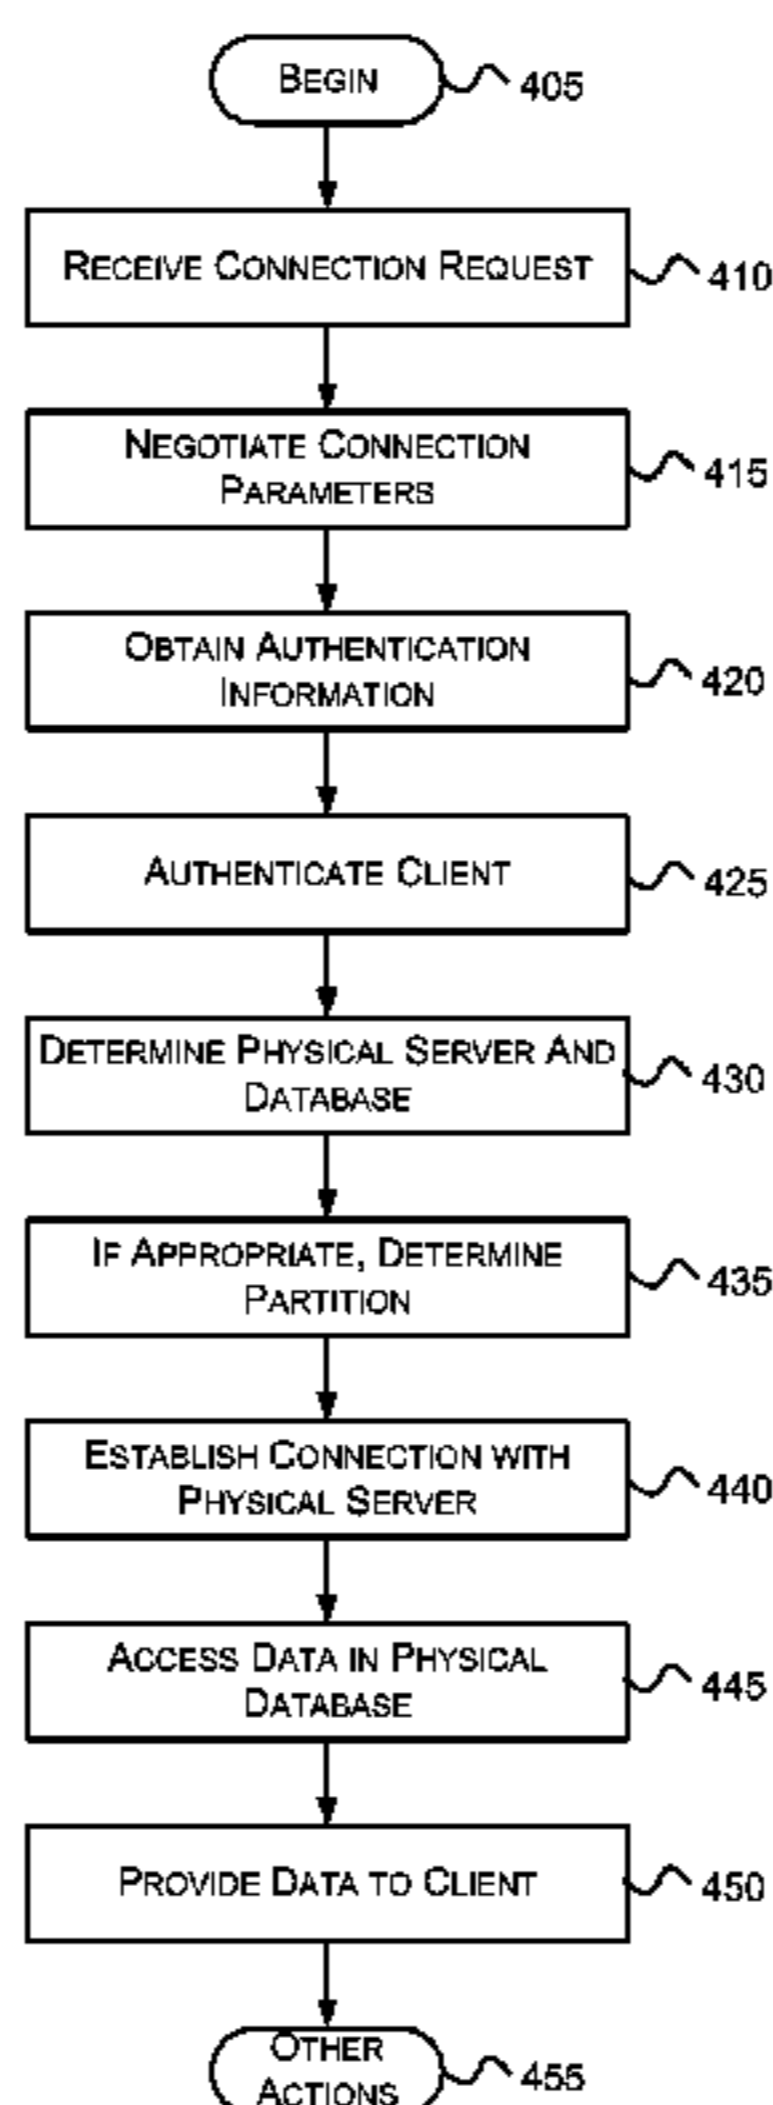 BEGIN
405
RECEIVE CONNECTION REQUEST
410
NEGOTIATE CONNECTION
PARAMETERS
415
OBTAIN AUTHENTICATION
INFORMATION
420
AUTHENTICATE CLIENT
425
DETERMINE PHYSICAL SERVER AND
DATABASE
430
IF APPROPRIATE, DETERMINE
PARTITION
435
ESTABLISH CONNECTION WITH
PHYSICAL SERVER
440
ACCESS DATA IN PHYSICAL
DATABASE
445
PROVIDE DATA TO CLIENT
450
OTHER
ACTIONS
455